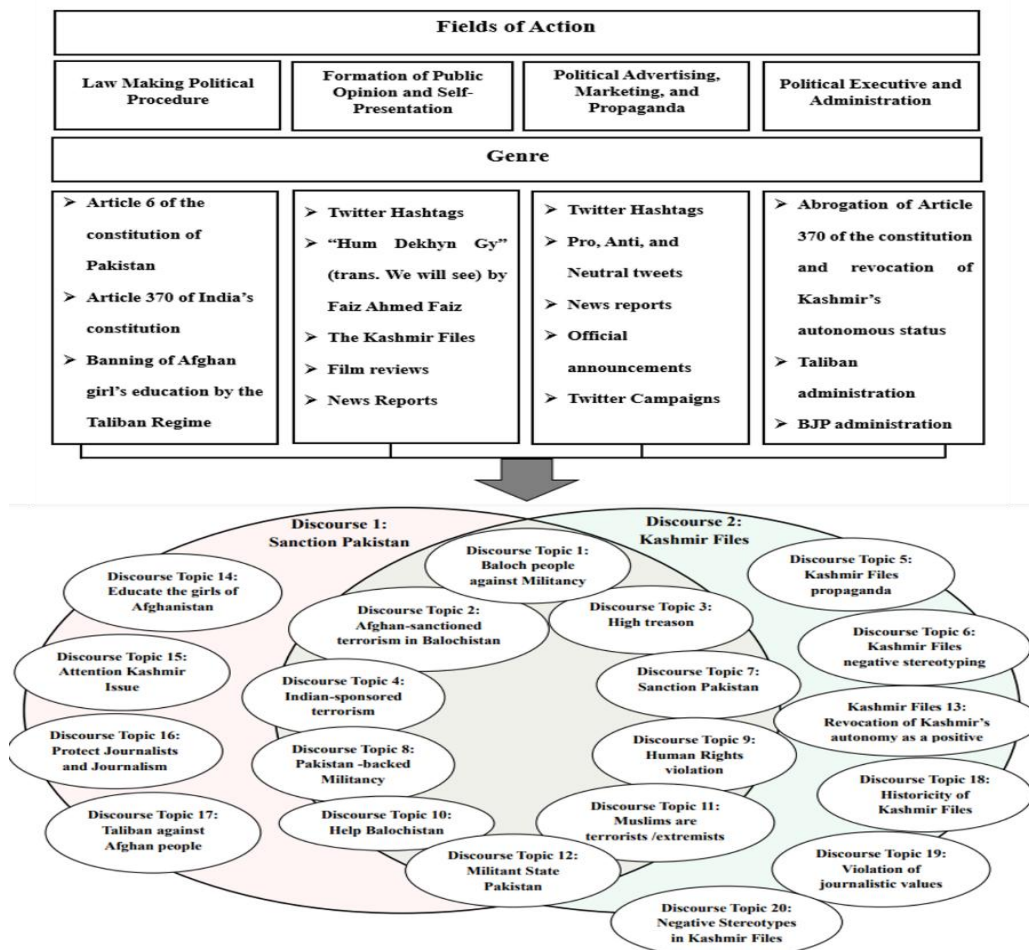 Fields of Action
Law Making Political
Procedure
Formation of Public
Opinion and Self-
Presentation
Political Advertising,
Marketing, and
Propaganda
Political Executive and
Administration
Genre
➢ Article 6 of the
constitution of
Pakistan
➢ Article 370 of India’s
constitution
➢ Banning of Afghan
girl’s education by the
Taliban Regime
➢ Twitter Hashtags
➢ “Hum Dekhyn Gy”
(trans. We will see) by
Faiz Ahmed Faiz
➢ The Kashmir Files
➢ Film reviews
➢ News Reports
➢ Twitter Hashtags
➢ Pro, Anti, and
Neutral tweets
➢ News reports
➢ Official
announcements
➢ Twitter Campaigns
➢ Abrogation of Article
370 of the constitution
and revocation of
Kashmir’s
autonomous status
➢ Taliban
administration
➢ BJP administration
Discourse 1:
Sanction Pakistan
Discourse 2:
Kashmir Files
Discourse Topic 1:
Baloch people
against Militancy
Discourse Topic 14:
Educate the girls of
Afghanistan
Discourse Topic 2:
Afghan-sanctioned
terrorism in Balochistan
Discourse Topic 3:
High treason
Discourse Topic 5:
Kashmir Files
propaganda
Discourse Topic 15:
Attention Kashmir
Issue
Discourse Topic 4:
Indian-sponsored
terrorism
Discourse Topic 7:
Sanction Pakistan
Discourse Topic 6:
Kashmir Files
negative stereotyping
Discourse Topic 16:
Protect Journalists
and Journalism
Discourse Topic 8:
Pakistan -backed
Militancy
Discourse Topic 9:
Human Rights
violation
Kashmir Files 13:
Revocation of Kashmir’s
autonomy as a positive
Discourse Topic 17:
Taliban against
Afghan people
Discourse Topic 10:
Help Balochistan
Discourse Topic 11:
Muslims are
terrorists /extremists
Discourse Topic 18:
Historicity of
Kashmir Files
Discourse Topic 12:
Militant State
Pakistan
Discourse Topic 19:
Violation of
journalistic values
Discourse Topic 20:
Negative Stereotypes
in Kashmir Files